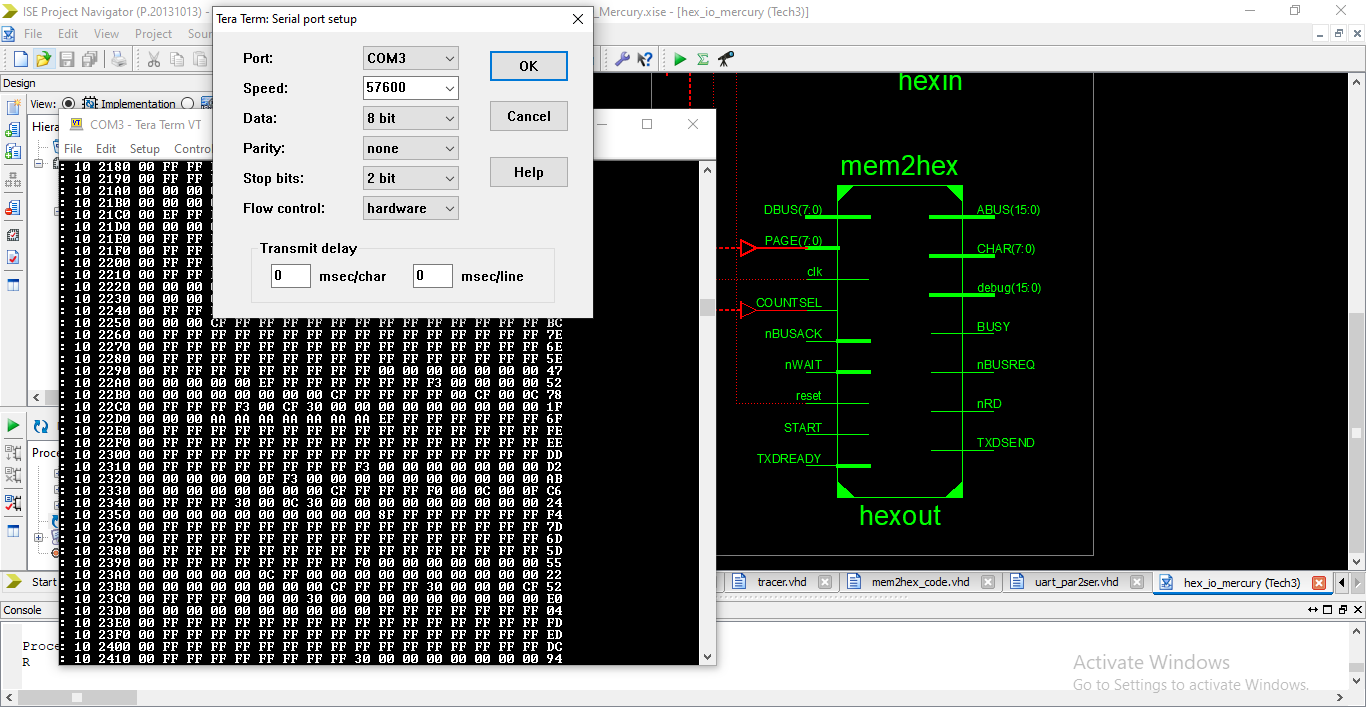 ISE Project Navigator (P.20131013) -
_Mercury.xise - [hex_io_mercury (Tech3)]
File Edit View Project Sour
Tera Term: Serial port setup
Port: COM3 OK
Speed: 57600
Data: 8 bit Cancel
Parity: none
Stop bits: 2 bit Help
Flow control: hardware
Transmit delay
0 msec/char 0 msec/line
Design
View: Implementation
Hiera
COM3 - Tera Term VT
File Edit Setup Contro
: 10 2180 00 FF FF
: 10 2190 00 FF FF
: 10 21A0 00 00 00
: 10 21B0 00 00 00
: 10 21C0 00 EF FF
: 10 21D0 00 00 00
: 10 21E0 00 FF FF
: 10 21F0 00 FF FF
: 10 2200 00 FF FF
: 10 2210 00 FF FF
: 10 2220 00 00 00
: 10 2230 00 00 00
: 10 2240 00 FF FF
: 10 2250 00 00 00 CF FF FF FF FF FF FF FF FF FF FF FF FF BC
: 10 2260 00 FF FF FF FF FF FF FF FF FF FF FF FF FF FF FF FF 7E
: 10 2270 00 FF FF FF FF FF FF FF FF FF FF FF FF FF FF FF FF 6E
: 10 2280 00 FF FF FF FF FF FF FF FF FF FF FF FF FF FF FF FF 5E
: 10 2290 00 FF FF FF FF FF FF FF FF FF 00 00 00 00 00 00 00 47
: 10 22A0 00 00 00 00 00 EF FF FF FF FF FF FF F3 00 00 00 00 52
: 10 22B0 00 00 00 00 00 00 00 00 CF FF FF FF FF 00 CF 00 0C 78
: 10 22C0 00 FF FF FF F3 00 CF 30 00 00 00 00 00 00 00 00 00 1F
: 10 22D0 00 00 00 AA AA AA AA AA AA AA EF FF FF FF FF FF FF 6F
: 10 22E0 00 FF FF FF FF FF FF FF FF FF FF FF FF FF FF FF FF FE
: 10 22F0 00 FF FF FF FF FF FF FF FF FF FF FF FF FF FF FF FF EE
: 10 2300 00 FF FF FF FF FF FF FF FF FF FF FF FF FF FF FF FF DD
: 10 2310 00 FF FF FF FF FF FF FF FF F3 00 00 00 00 00 00 00 D2
: 10 2320 00 00 00 00 00 0F F3 00 00 00 00 00 00 00 00 00 00 AB
: 10 2330 00 00 00 00 00 00 00 00 CF FF FF FF F0 00 0C 00 0F C6
: 10 2340 00 FF FF FF 30 00 0C 30 00 00 00 00 00 00 00 00 00 24
: 10 2350 00 00 00 00 00 00 00 00 00 00 8F FF FF FF FF FF FF F4
: 10 2360 00 FF FF FF FF FF FF FF FF FF FF FF FF FF FF FF FF 7D
: 10 2370 00 FF FF FF FF FF FF FF FF FF FF FF FF FF FF FF FF 6D
: 10 2380 00 FF FF FF FF FF FF FF FF FF FF FF FF FF FF FF FF 5D
: 10 2390 00 FF FF FF FF FF FF FF FF F0 00 00 00 00 00 00 00 55
: 10 23A0 00 00 00 00 00 0C FF 00 00 00 00 00 00 00 00 00 00 22
: 10 23B0 00 00 00 00 00 00 00 00 CF FF FF FF 30 00 00 00 CF 52
: 10 23C0 00 FF FF FF 00 00 00 30 00 00 00 00 00 00 00 00 00 E0
: 10 23D0 00 00 00 00 00 00 00 00 00 00 FF FF FF FF FF FF FF 04
: 10 23E0 00 FF FF FF FF FF FF FF FF FF FF FF FF FF FF FF FF FD
: 10 23F0 00 FF FF FF FF FF FF FF FF FF FF FF FF FF FF FF FF ED
: 10 2400 00 FF FF FF FF FF FF FF FF FF FF FF FF FF FF FF FF DC
: 10 2410 00 FF FF FF FF FF FF FF FF 30 00 00 00 00 00 00 00 94
hexin
mem2hex
DBUS(7:0) ABUS(15:0)
PAGE(7:0) CHAR(7:0)
clk debug(15:0)
COUNTSEL BUSY
nBUSACK nBUSREQ
nWAIT nRD
reset TXDSEND
START
TXDREADY
hexout
Proce
Start
tracer.vhd mem2hex_code.vhd uart_par2ser.vhd hex_io_mercury (Tech3)
Console
Proce
R
Activate Windows
Go to Settings to activate Windows.